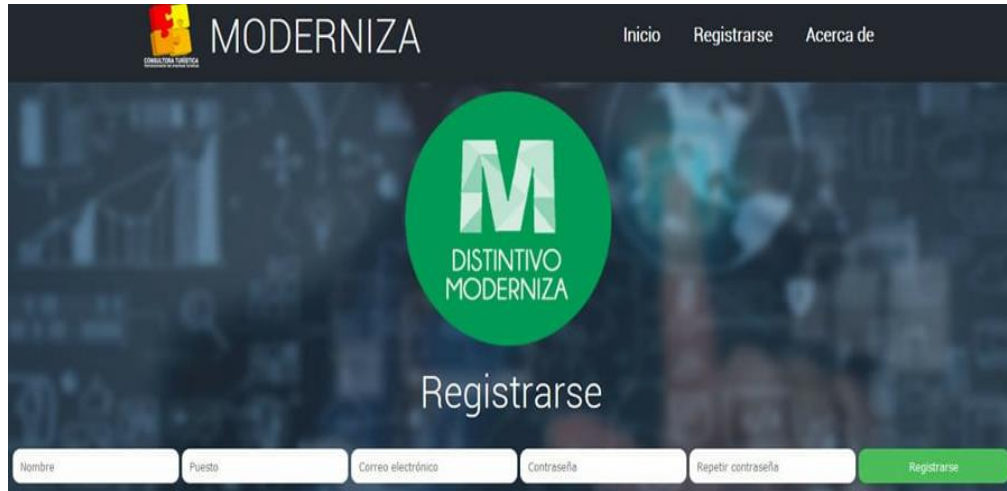 MODERNIZA
CONSULTORA TURÍSTICA
Inicio
Registrarse
Acerca de
M
DISTINTIVO
MODERNIZA
Registrarse
Nombre
Puesto
Correo electrónico
Contraseña
Repetir contraseña
Registrarse